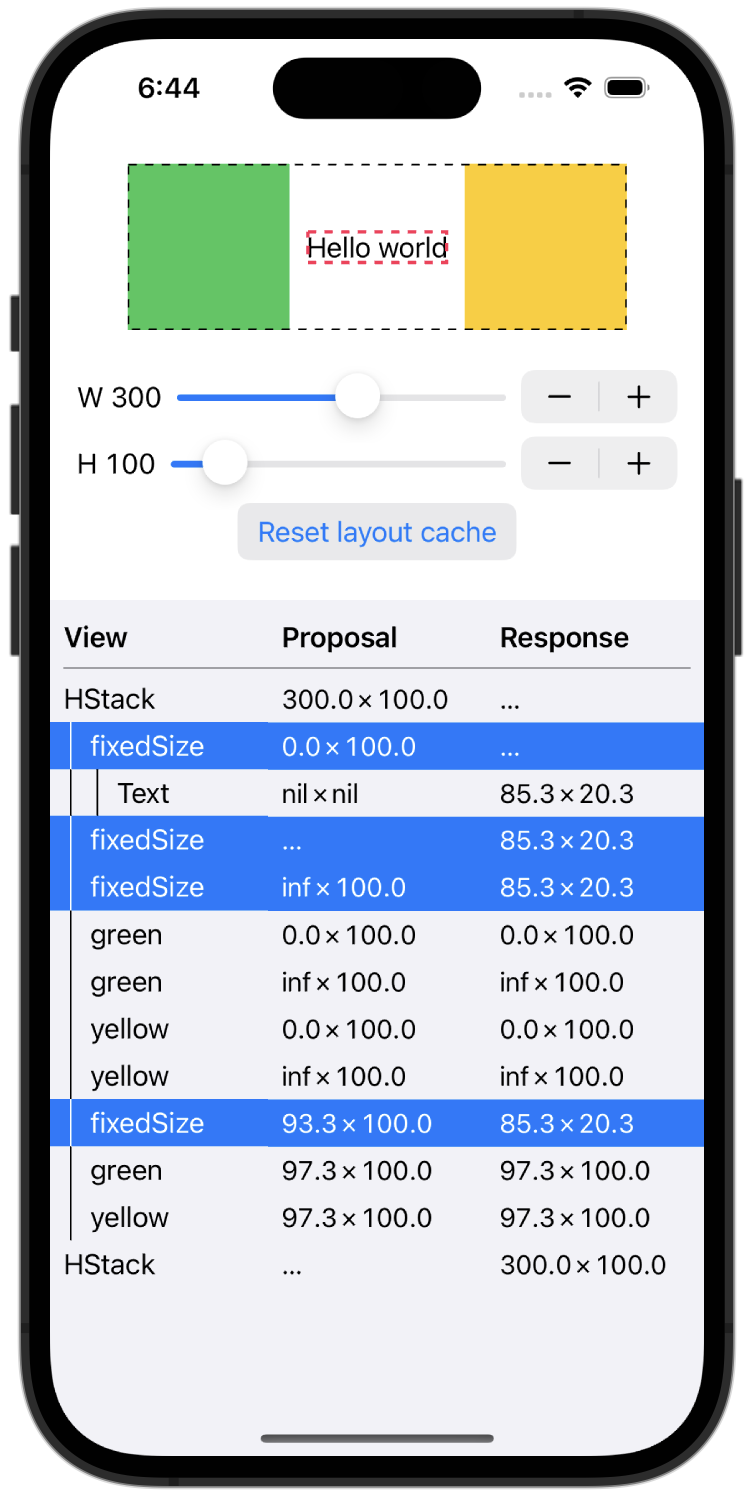 6:44
Hello world
W 300 − +
H 100 − +
Reset layout cache
View Proposal Response
HStack 300.0 × 100.0 ...
fixedSize 0.0 × 100.0 ...
Text nil × nil 85.3 × 20.3
fixedSize ... 85.3 × 20.3
fixedSize inf × 100.0 85.3 × 20.3
green 0.0 × 100.0 0.0 × 100.0
green inf × 100.0 inf × 100.0
yellow 0.0 × 100.0 0.0 × 100.0
yellow inf × 100.0 inf × 100.0
fixedSize 93.3 × 100.0 85.3 × 20.3
green 97.3 × 100.0 97.3 × 100.0
yellow 97.3 × 100.0 97.3 × 100.0
HStack ... 300.0 × 100.0